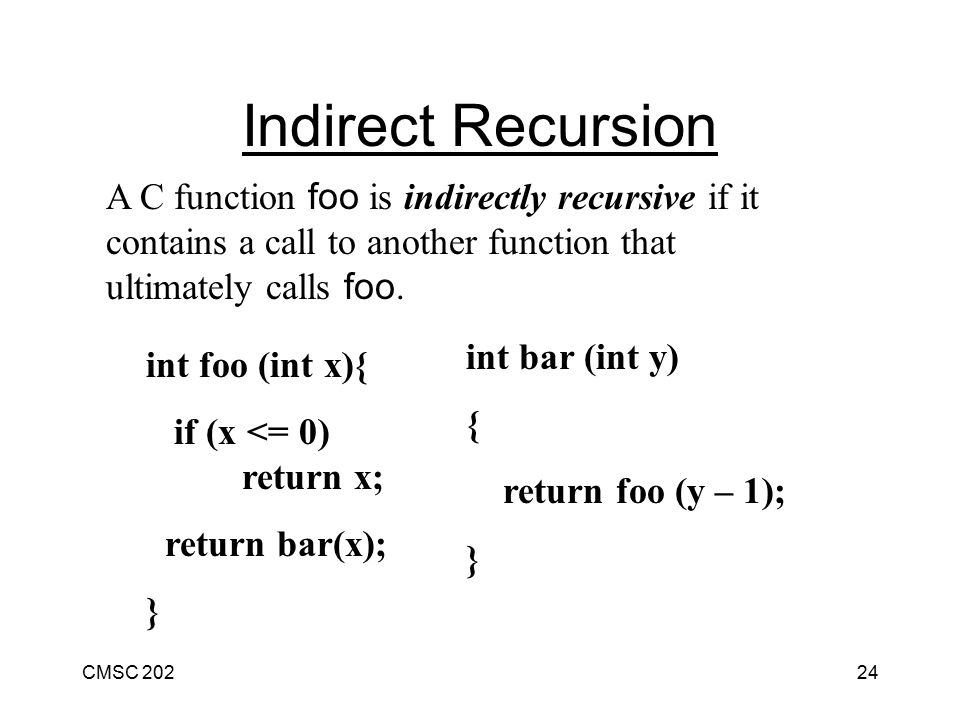 Indirect Recursion
A C function foo is indirectly recursive if it
contains a call to another function that
ultimately calls foo.
int foo (int x){
if (x <= 0)
return x;
return bar(x);
}
int bar (int y)
{
return foo (y – 1);
}
CMSC 202
24